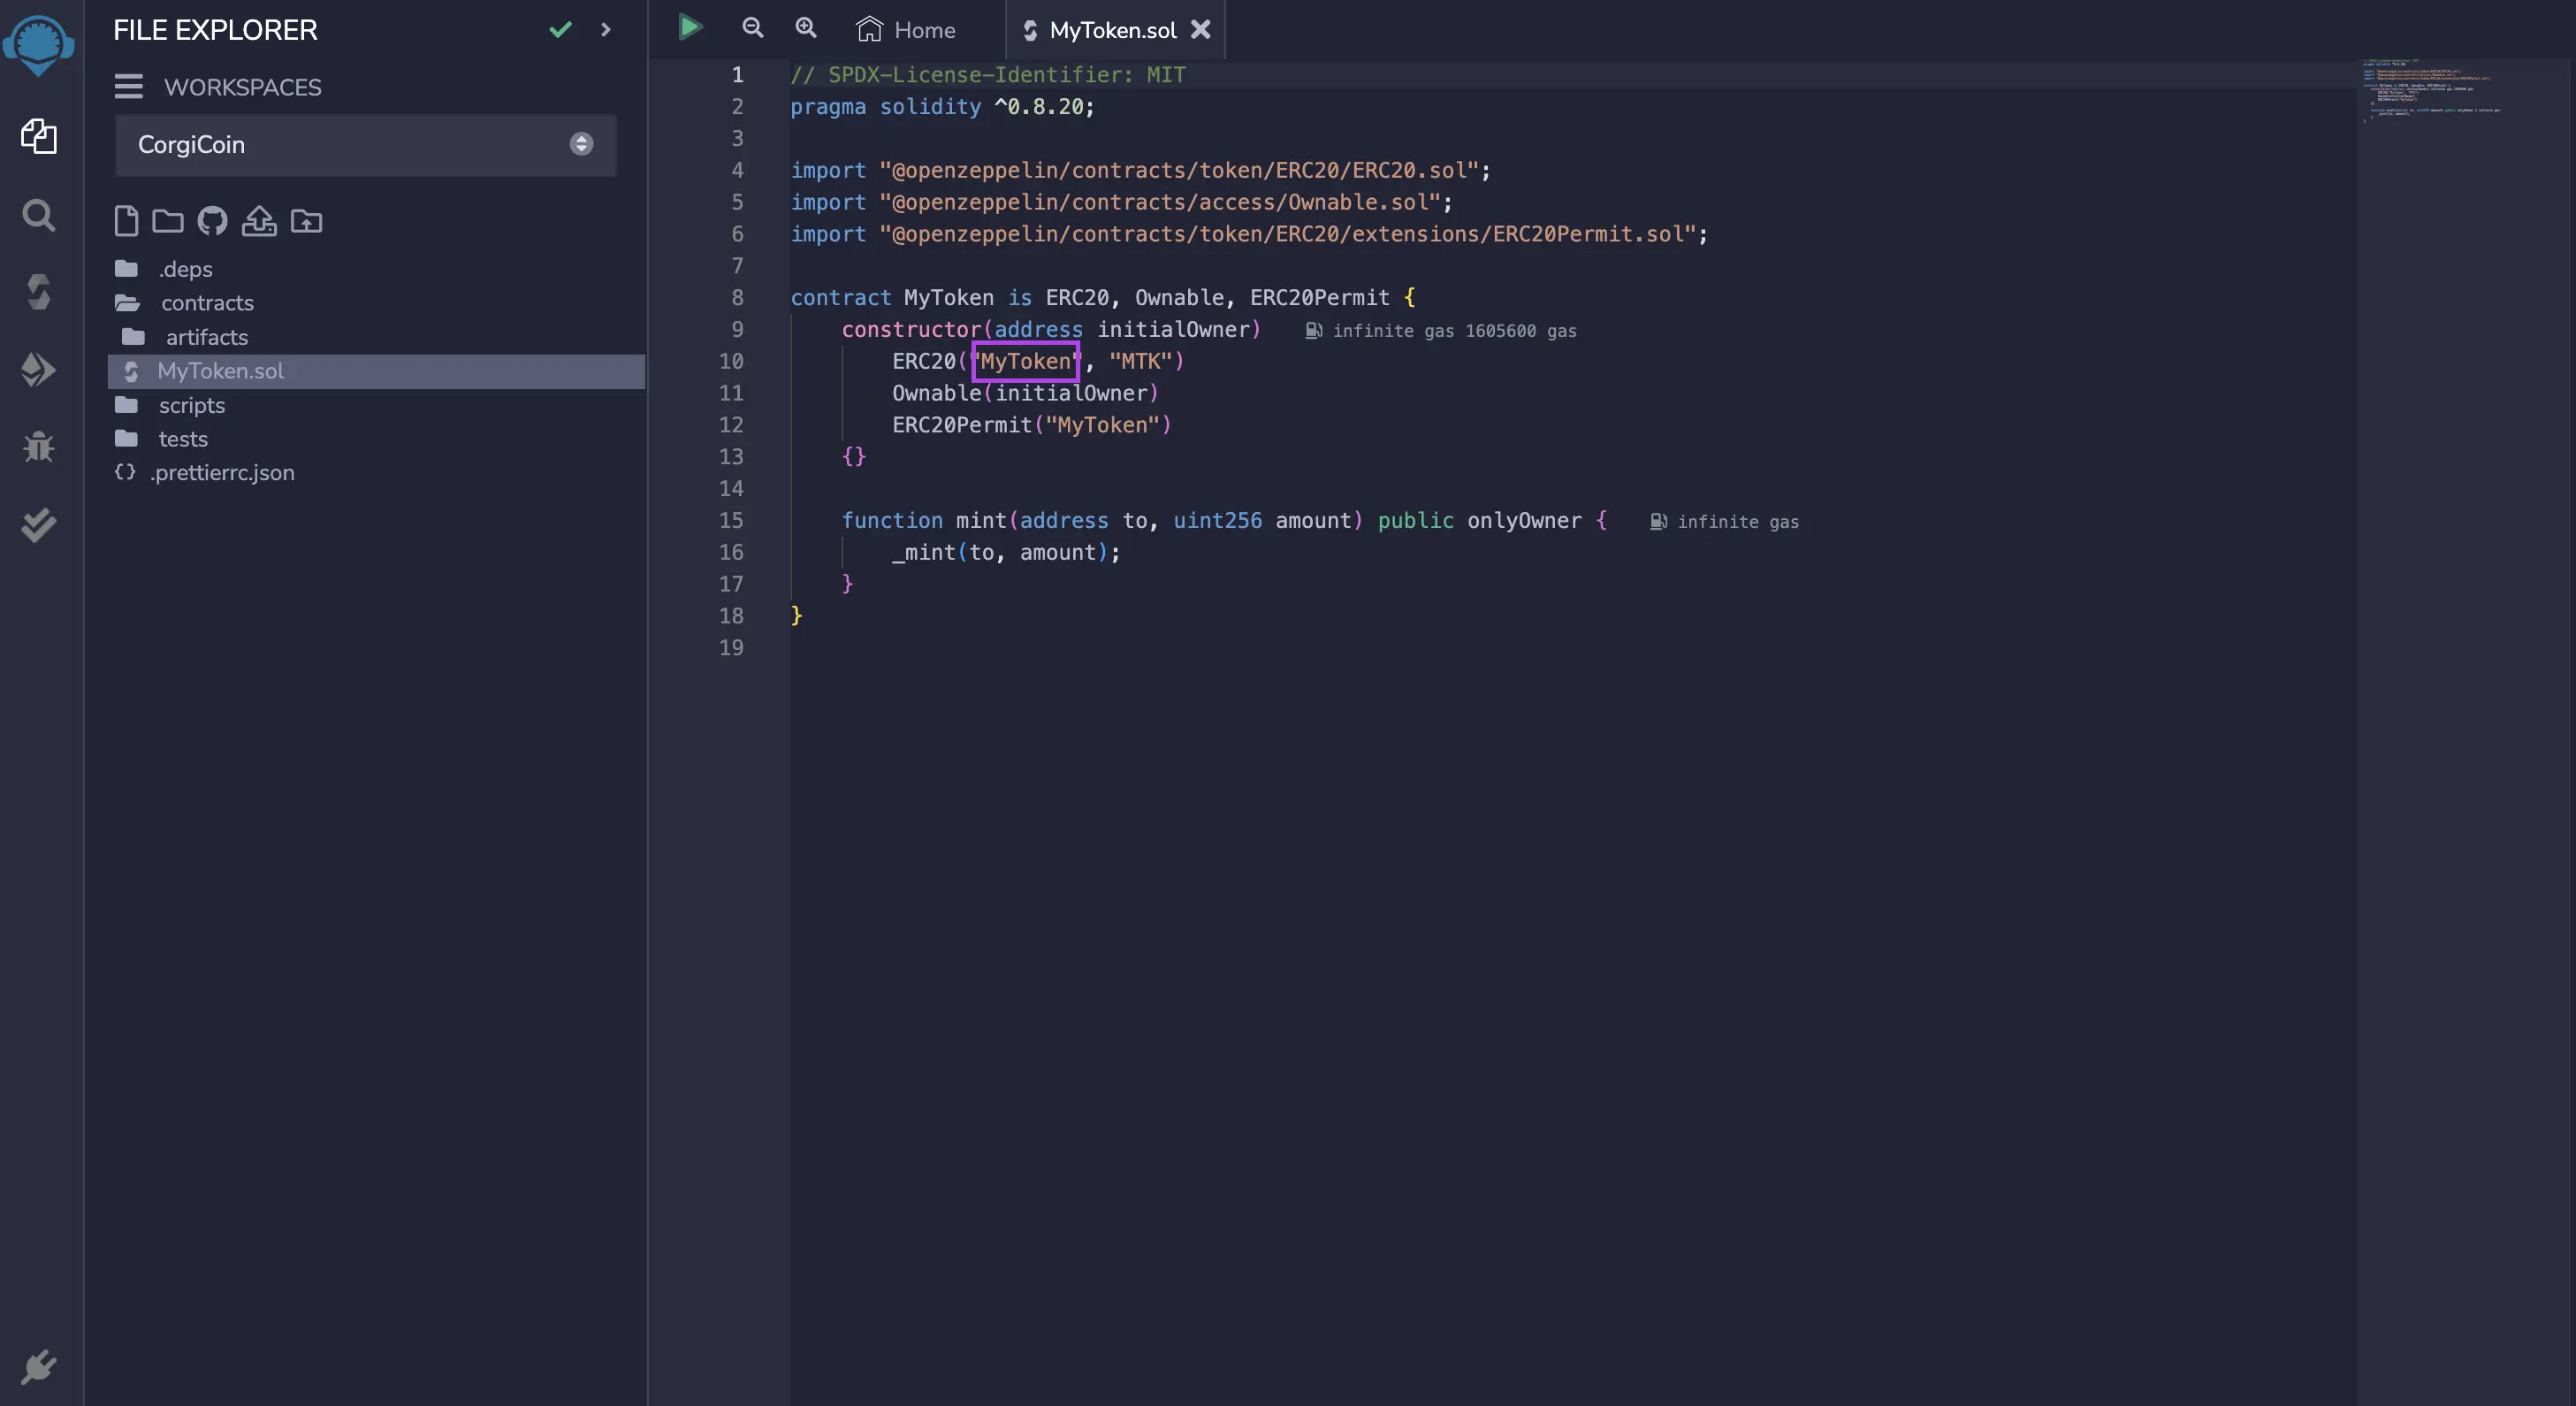 FILE EXPLORER
WORKSPACES
CorgiCoin
.deps
contracts
artifacts
MyToken.sol
scripts
tests
.prettierrc.json
Home
MyToken.sol
1 // SPDX-License-Identifier: MIT
2 pragma solidity ^0.8.20;
3
4 import "@openzeppelin/contracts/token/ERC20/ERC20.sol";
5 import "@openzeppelin/contracts/access/Ownable.sol";
6 import "@openzeppelin/contracts/token/ERC20/extensions/ERC20Permit.sol";
7
8 contract MyToken is ERC20, Ownable, ERC20Permit {
9 constructor(address initialOwner) infinite gas 1605600 gas
10 ERC20("MyToken", "MTK")
11 Ownable(initialOwner)
12 ERC20Permit("MyToken")
13 {}
14
15 function mint(address to, uint256 amount) public onlyOwner { infinite gas
16 _mint(to, amount);
17 }
18 }
19